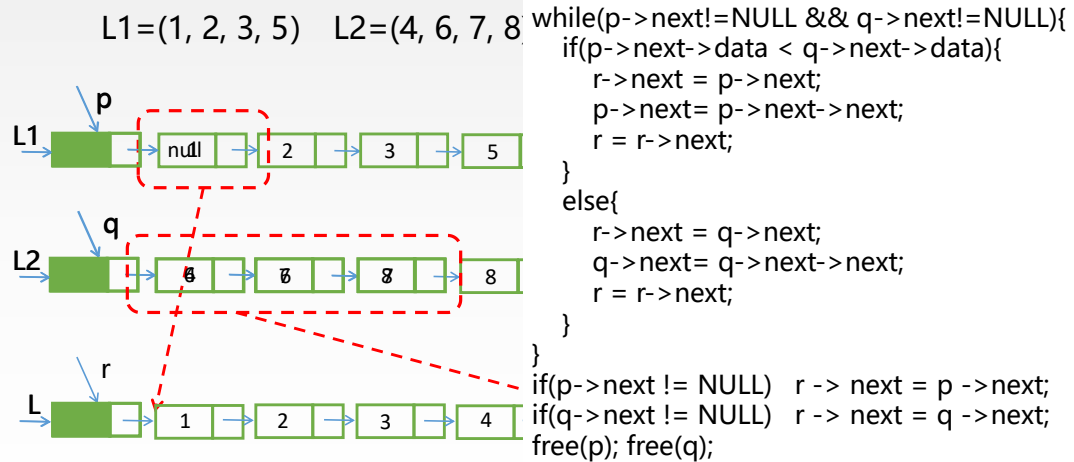 L1=(1, 2, 3, 5) L2=(4, 6, 7, 8
p
L1
2
3
5
q
L2
8
r
L
1
2
3
4
while(p->next!=NULL && q->next!=NULL){
if(p->next->data < q->next->data){
r->next = p->next;
p->next= p->next->next;
r = r->next;
}
else{
r->next = q->next;
q->next= q->next->next;
r = r->next;
}
}
if(p->next != NULL) r -> next = p ->next;
if(q->next != NULL) r -> next = q ->next;
free(p); free(q);